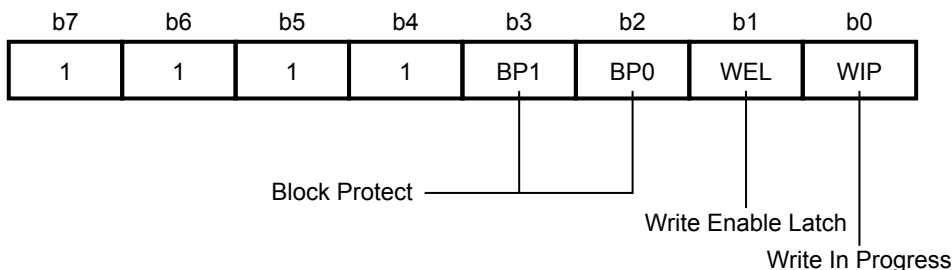 b7 b6 b5 b4 b3 b2 b1 b0
1 1 1 1 BP1 BP0 WEL WIP
Block Protect
Write Enable Latch
Write In Progress